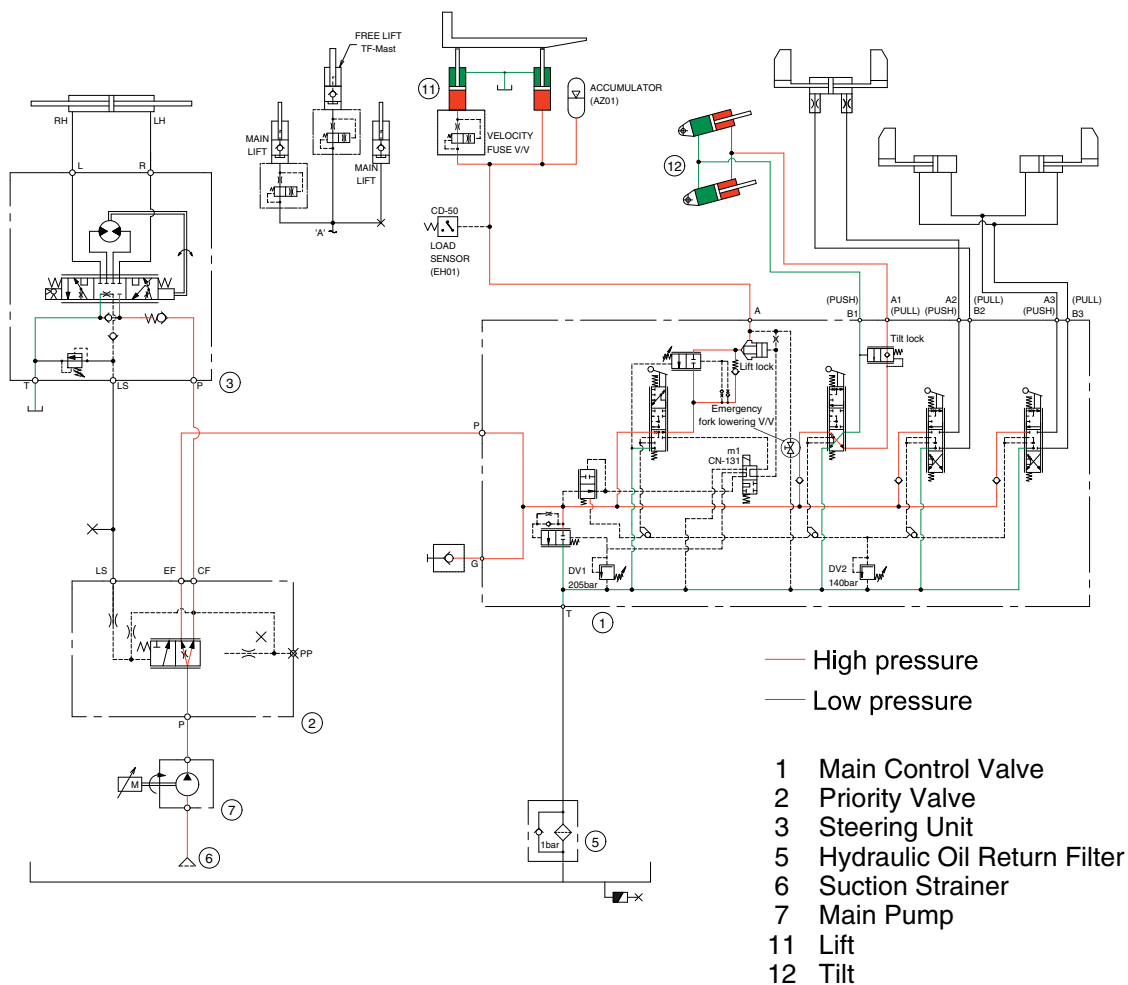 FREE LIFT
TF-Mast
11
ACCUMULATOR
(AZ01)
RH
LH
MAIN
LIFT
MAIN
LIFT
VELOCITY
FUSE V/V
12
L
R
'A'
CD-50
LOAD
SENSOR
(EH01)
(PUSH)
B1
A1
(PULL)
A2
(PUSH)
(PULL)
B2
A3
(PUSH)
(PULL)
B3
A
Tilt lock
Lift lock
T
LS
P
3
Emergency
fork lowering V/V
P
m1
CN-131
G
DV1
205bar
DV2
140bar
LS
EF
CF
T
1
PP
P
2
High pressure
Low pressure
M
7
6
1bar
5
1 Main Control Valve
2 Priority Valve
3 Steering Unit
5 Hydraulic Oil Return Filter
6 Suction Strainer
7 Main Pump
11 Lift
12 Tilt